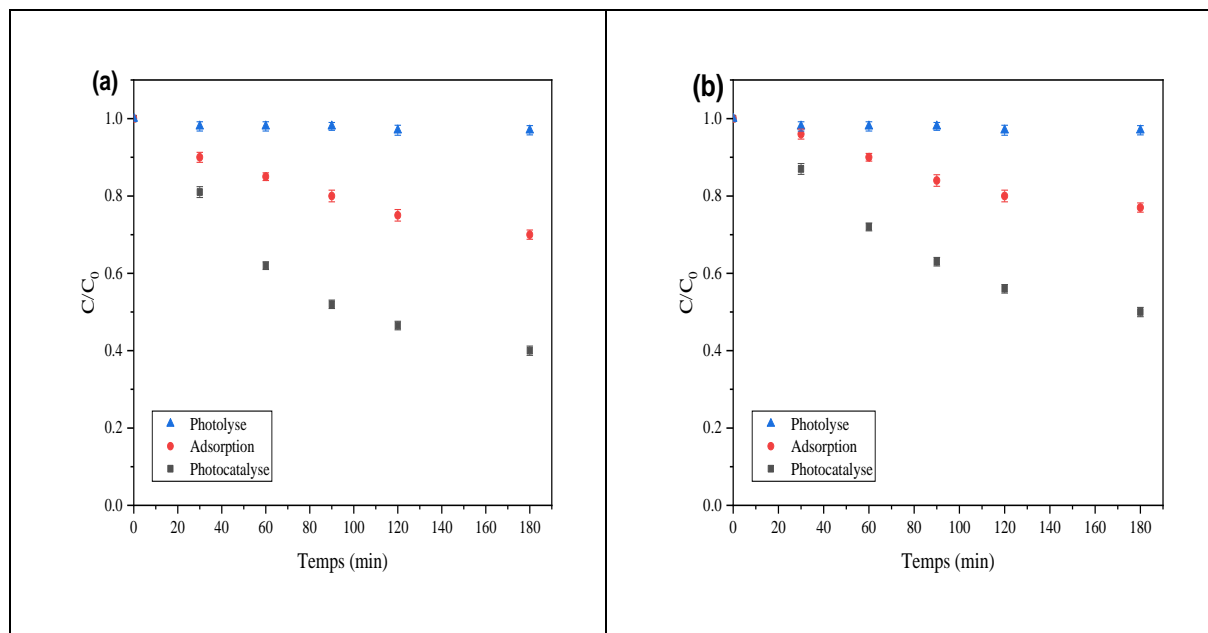 (a)
1.0
0.8
0.6
0.4
0.2
0.0
C/C₀
Photolyse
Adsorption
Photocatalyse
0 20 40 60 80 100 120 140 160 180
Temps (min)
(b)
1.0
0.8
0.6
0.4
0.2
0.0
C/C₀
Photolyse
Adsorption
Photocatalyse
0 20 40 60 80 100 120 140 160 180
Temps (min)